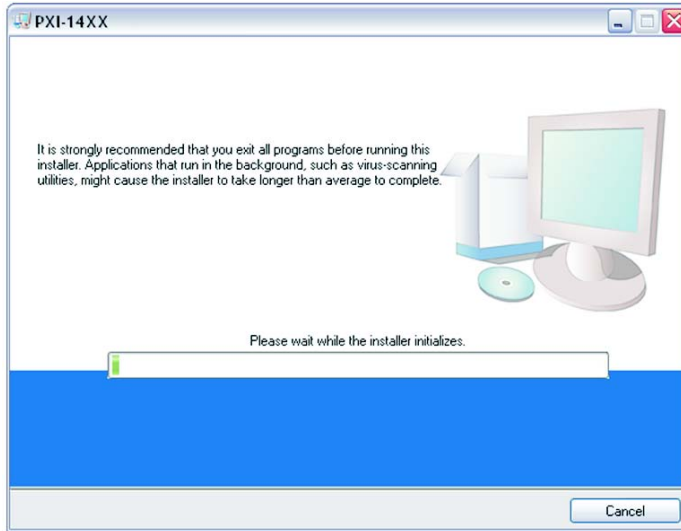 PXI-14XX
It is strongly recommended that you exit all programs before running this
installer. Applications that run in the background, such as virus-scanning
utilities, might cause the installer to take longer than average to complete.
Please wait while the installer initializes.
Cancel